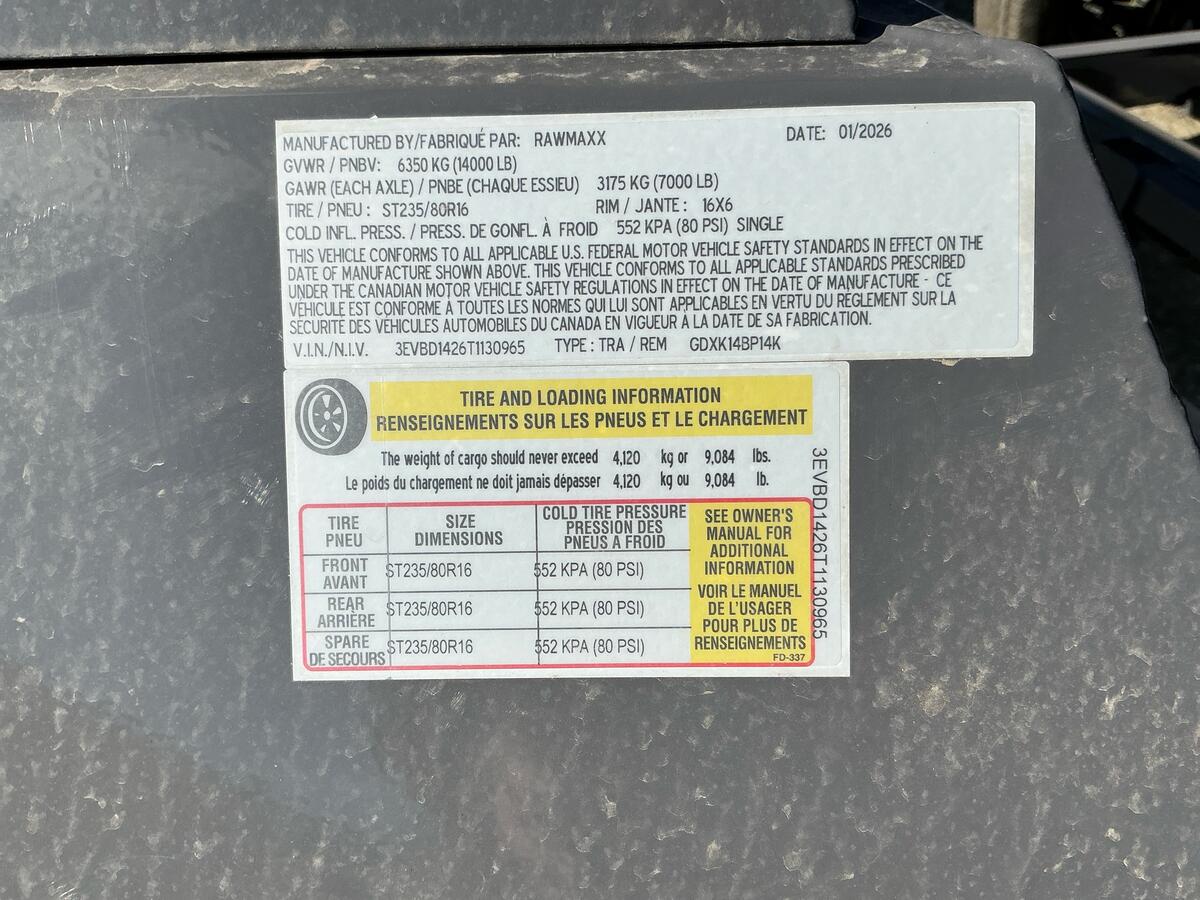 MANUFACTURED BY/FABRIQUÉ PAR: RAWMAXX DATE: 01/2026
GVWR / PNBV: 6350 KG (14000 LB)
GAWR (EACH AXLE) / PNBE (CHAQUE ESSIEU) 3175 KG (7000 LB)
TIRE / PNEU : ST235/80R16 RIM / JANTE : 16X6
COLD INFL. PRESS. / PRESS. DE GONFL. À FROID 552 KPA (80 PSI) SINGLE
THIS VEHICLE CONFORMS TO ALL APPLICABLE U.S. FEDERAL MOTOR VEHICLE SAFETY STANDARDS IN EFFECT ON THE
DATE OF MANUFACTURE SHOWN ABOVE. THIS VEHICLE CONFORMS TO ALL APPLICABLE STANDARDS PRESCRIBED
UNDER THE CANADIAN MOTOR VEHICLE SAFETY REGULATIONS IN EFFECT ON THE DATE OF MANUFACTURE - CE
VÉHICULE EST CONFORME À TOUTES LES NORMES QUI LUI SONT APPLICABLES EN VERTU DU RÈGLEMENT SUR LA
SÉCURITÉ DES VÉHICULES AUTOMOBILES DU CANADA EN VIGUEUR À LA DATE DE SA FABRICATION.
V.I.N./N.I.V. 3EVBD1426T1130965 TYPE : TRA / REM GDXK14BP14K
TIRE AND LOADING INFORMATION
RENSEIGNEMENTS SUR LES PNEUS ET LE CHARGEMENT
The weight of cargo should never exceed 4,120 kg or 9,084 lbs.
Le poids du chargement ne doit jamais dépasser 4,120 kg ou 9,084 lb.
TIRE
PNEU
SIZE
DIMENSIONS
COLD TIRE PRESSURE
PRESSION DES
PNEUS A FROID
FRONT
AVANT
ST235/80R16
552 KPA (80 PSI)
REAR
ARRIÈRE
ST235/80R16
552 KPA (80 PSI)
SPARE
DE SECOURS
ST235/80R16
552 KPA (80 PSI)
SEE OWNER'S
MANUAL FOR
ADDITIONAL
INFORMATION
VOIR LE MANUEL
DE L'USAGER
POUR PLUS DE
RENSEIGNEMENTS
FD-337
3EVBD1426T1130965